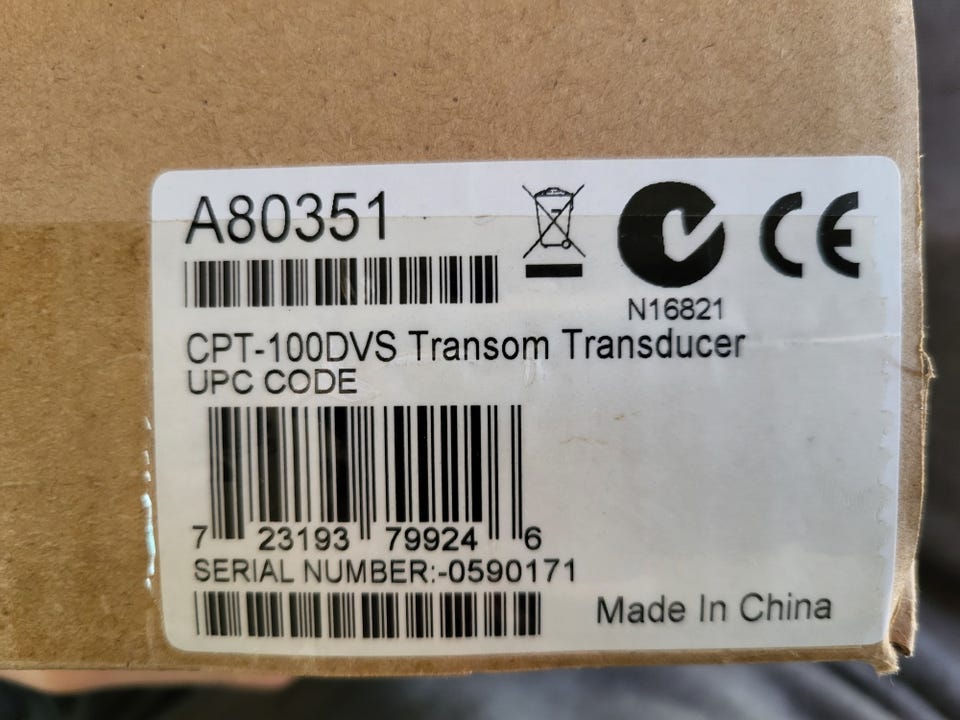 A80351
N16821
CPT-100DVS Transom Transducer
UPC CODE
7 23193 79924 6
SERIAL NUMBER:-0590171
Made In China